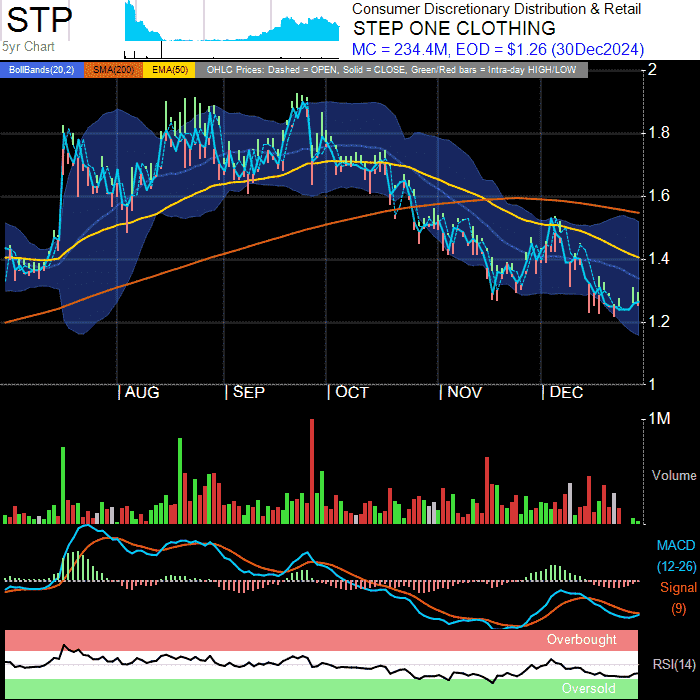 STP
5yr Chart
Consumer Discretionary Distribution & Retail
STEP ONE CLOTHING
MC = 234.4M, EOD = $1.26 (30Dec2024)
BollBands(20,2) SMA(200) EMA(50) OHLC Prices: Dashed = OPEN, Solid = CLOSE, Green/Red bars = Intra-day HIGH/LOW
2
1.8
1.6
1.4
1.2
1
| AUG | SEP | OCT | NOV | DEC
1M
Volume
MACD
(12-26)
Signal
(9)
Overbought
RSI(14)
Oversold